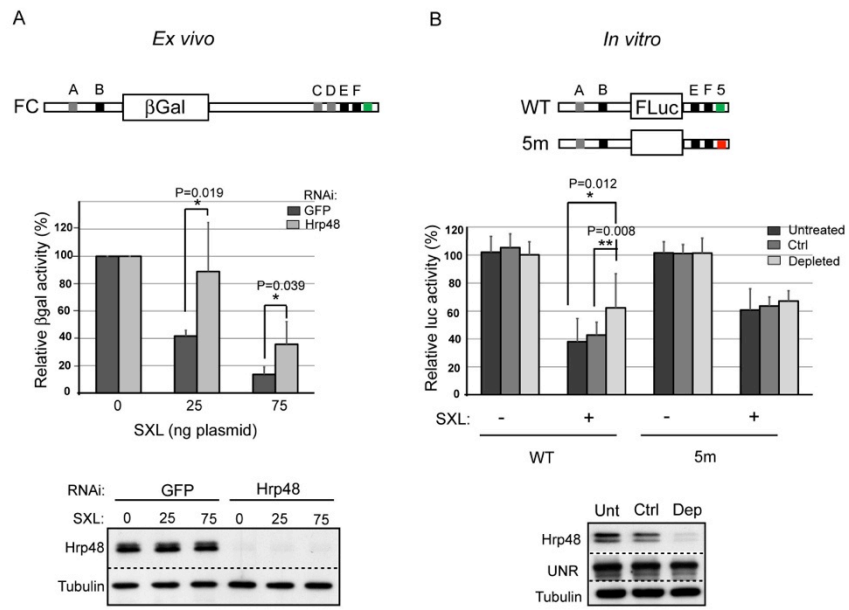 A
Ex vivo
A B C D E F
FC βGal
P=0.019
*
RNAi:
GFP
Hrp48
P=0.039
*
Relative βgal activity (%)
120
100
80
60
40
20
0
0 25 75
SXL (ng plasmid)
RNAi: GFP Hrp48
SXL: 0 25 75 0 25 75
Hrp48
Tubulin
B
In vitro
A B E F 5
WT FLuc
5m
P=0.012
*
P=0.008
**
Untreated
Ctrl
Depleted
Relative luc activity (%)
120
100
80
60
40
20
0
SXL: - + - +
WT 5m
Unt Ctrl Dep
Hrp48
UNR
Tubulin